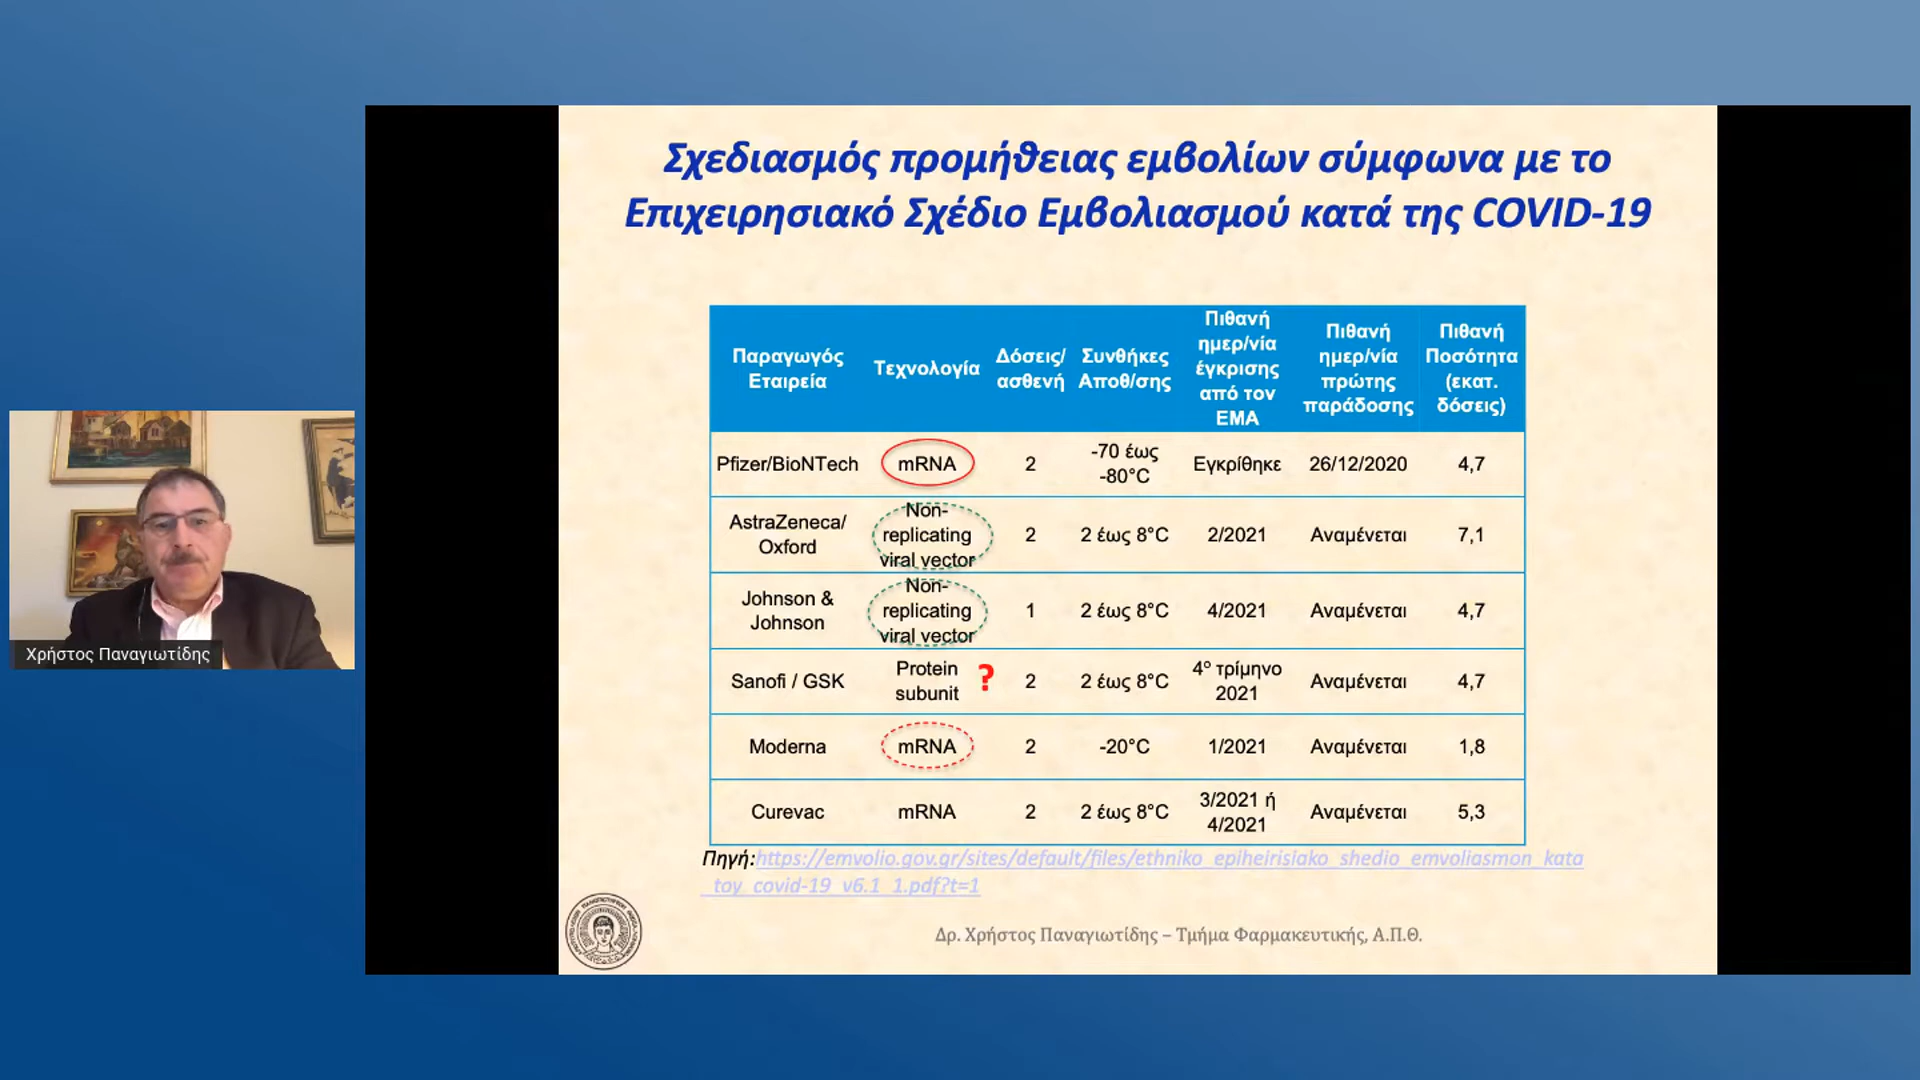 Σχεδιασμός προμήθειας εμβολίων σύμφωνα με το
Επιχειρησιακό Σχέδιο Εμβολιασμού κατά της COVID-19
Παραγωγός
Εταιρεία
Τεχνολογία
Δόσεις/
ασθενή
Συνθήκες
Αποθ/σης
Πιθανή
ημερ/νία
έγκρισης
από τον
EMA
Πιθανή
ημερ/νία
πρώτης
παράδοσης
Πιθανή
Ποσότητα
(εκατ.
δόσεις)
Pfizer/BioNTech
mRNA
2
-70 έως
-80°C
Εγκρίθηκε
26/12/2020
4,7
AstraZeneca/
Oxford
Non-
replicating
viral vector
2
2 έως 8°C
2/2021
Αναμένεται
7,1
Johnson &
Johnson
Non-
replicating
viral vector
1
2 έως 8°C
4/2021
Αναμένεται
4,7
Sanofi / GSK
Protein
subunit
?
2
2 έως 8°C
4ο τρίμηνο
2021
Αναμένεται
4,7
Moderna
mRNA
2
-20°C
1/2021
Αναμένεται
1,8
Curevac
mRNA
2
2 έως 8°C
3/2021 ή
4/2021
Αναμένεται
5,3
Πηγή:https://emvolio.gov.gr/sites/default/files/ethniko_epiheirisiako_shedio_emvoliasmon_kata
_toy_covid-19_v6.1_1.pdf?t=1
Δρ. Χρήστος Παναγιωτίδης – Τμήμα Φαρμακευτικής, Α.Π.Θ.
Χρήστος Παναγιωτίδης